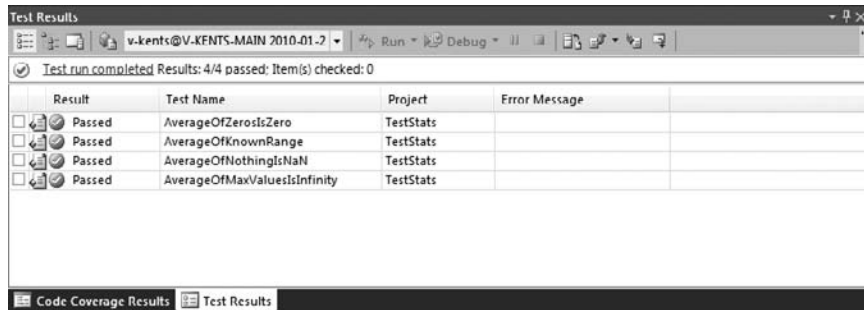 Test Results
v-kents@V-KENTS-MAIN 2010-01-2 Run Debug
Test run completed Results: 4/4 passed; Item(s) checked: 0
Result Test Name Project Error Message
Passed AverageOfZerosIsZero TestStats
Passed AverageOfKnownRange TestStats
Passed AverageOfNothingIsNaN TestStats
Passed AverageOfMaxValuesIsInfinity TestStats
Code Coverage Results Test Results